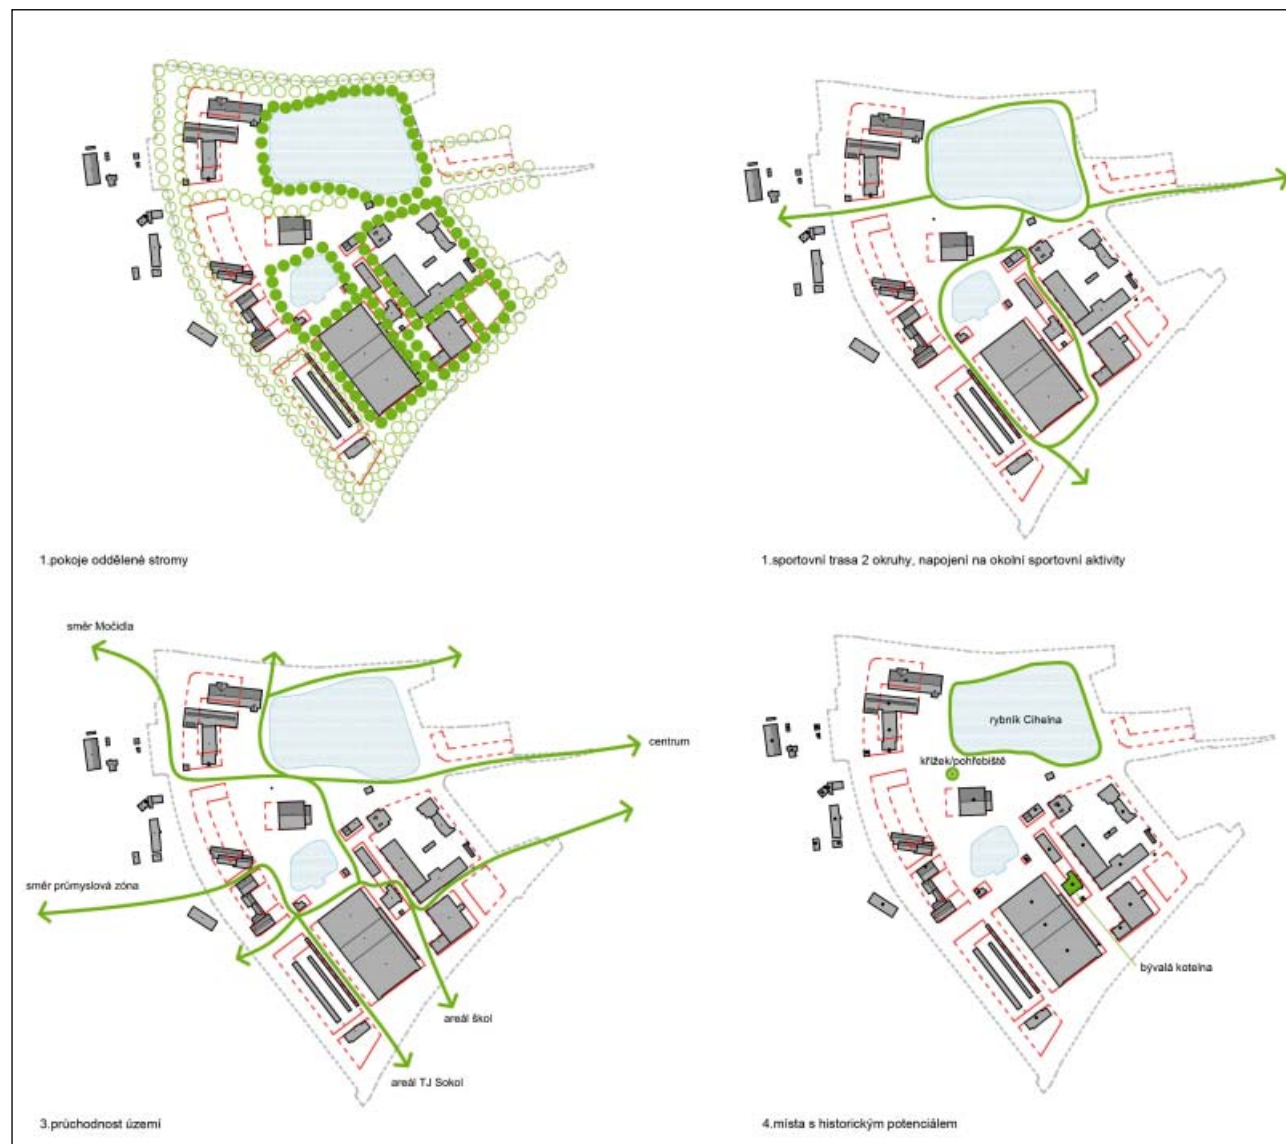 1.pokoje oddělené stromy
1.sportovní trasa 2 okruhy, napojení na okolní sportovní aktivity
směr Močidla
centrum
směr průmyslová zóna
areál škol
areál TJ Sokol
3.průchodnost území
rybník Cihelna
křížek/pohřebiště
bývalá kotelna
4.místa s historickým potenciálem